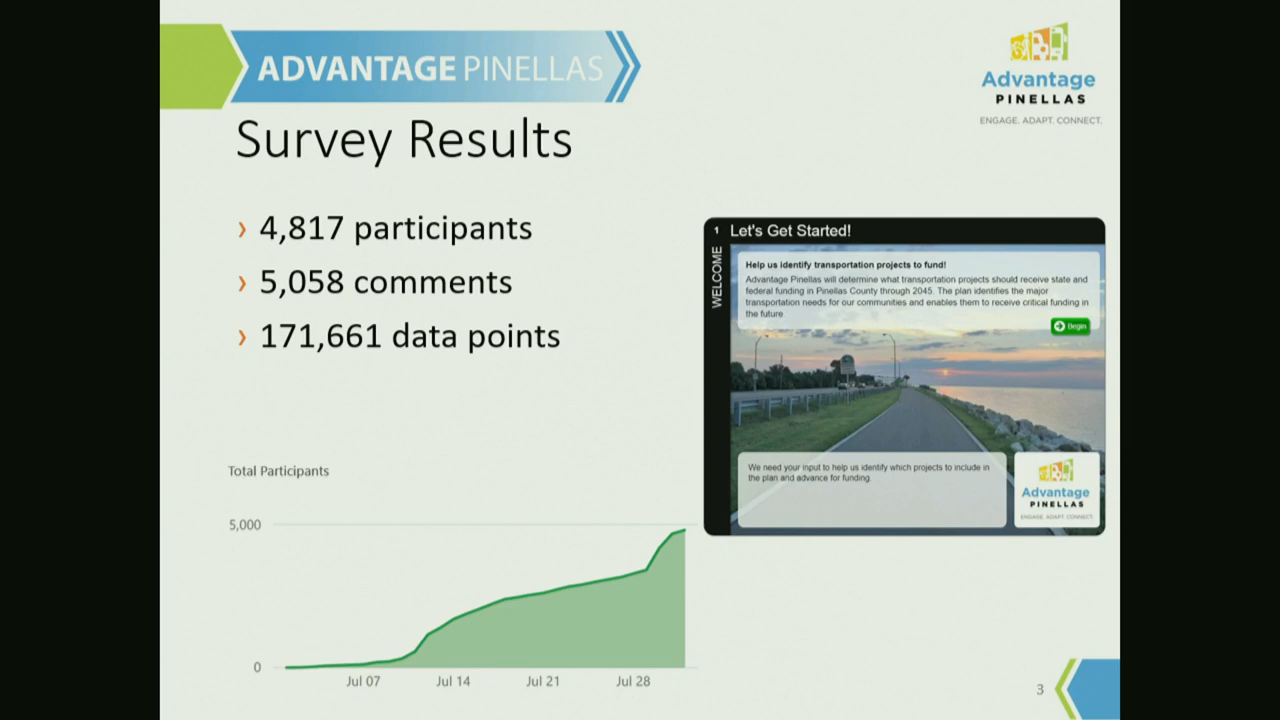 ADVANTAGE PINELLAS
Advantage
PINELLAS
ENGAGE. ADAPT. CONNECT.
Survey Results
› 4,817 participants
› 5,058 comments
› 171,661 data points
1 Let's Get Started!
WELCOME
Help us identify transportation projects to fund!
Advantage Pinellas will determine what transportation projects should receive state and
federal funding in Pinellas County through 2045. The plan identifies the major
transportation needs for our communities and enables them to receive critical funding in
the future
Begin
We need your input to help us identify which projects to include in
the plan and advance for funding.
Advantage
PINELLAS
ENGAGE. ADAPT. CONNECT.
Total Participants
5,000
0
Jul 07 Jul 14 Jul 21 Jul 28
3